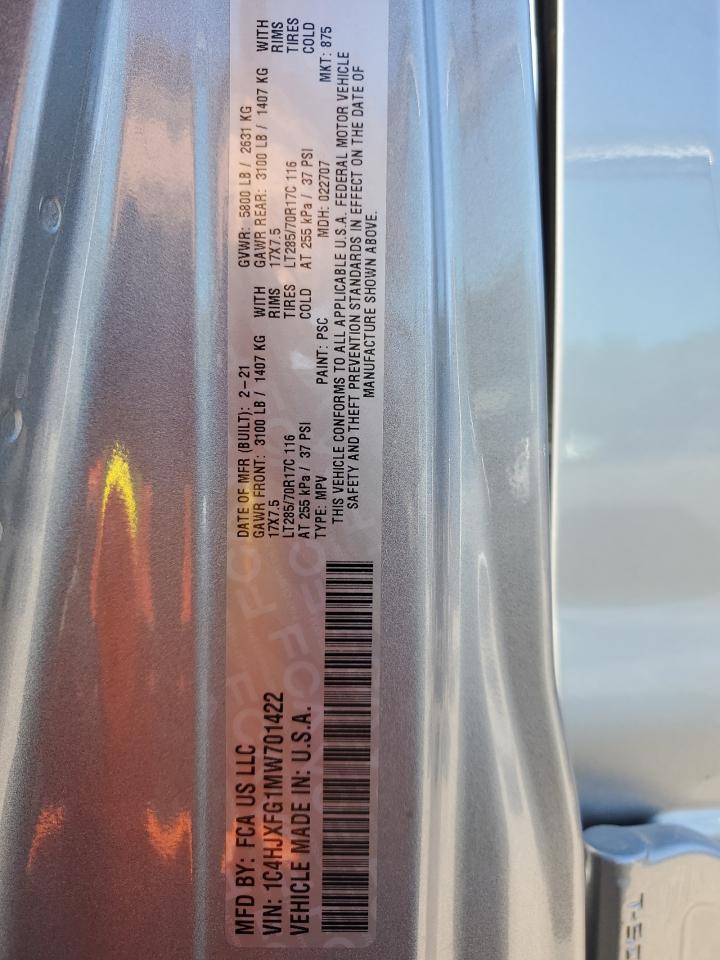 MFD BY: FCA US LLC
VIN: 1C4HJXFG1MW701422
VEHICLE MADE IN: U.S.A.
DATE OF MFR (BUILT): 2-21 GVWR: 5800 LB / 2631 KG
GAWR FRONT: 3100 LB / 1407 KG WITH GAWR REAR: 3100 LB / 1407 KG WITH
17X7.5 RIMS 17X7.5 RIMS
LT285/70R17C 116 TIRES LT285/70R17C 116 TIRES
AT 255 kPa / 37 PSI COLD AT 255 kPa / 37 PSI COLD
TYPE: MPV PAINT: PSC MDH: 022707 MKT: 875
THIS VEHICLE CONFORMS TO ALL APPLICABLE U.S.A. FEDERAL MOTOR VEHICLE
SAFETY AND THEFT PREVENTION STANDARDS IN EFFECT ON THE DATE OF
MANUFACTURE SHOWN ABOVE.